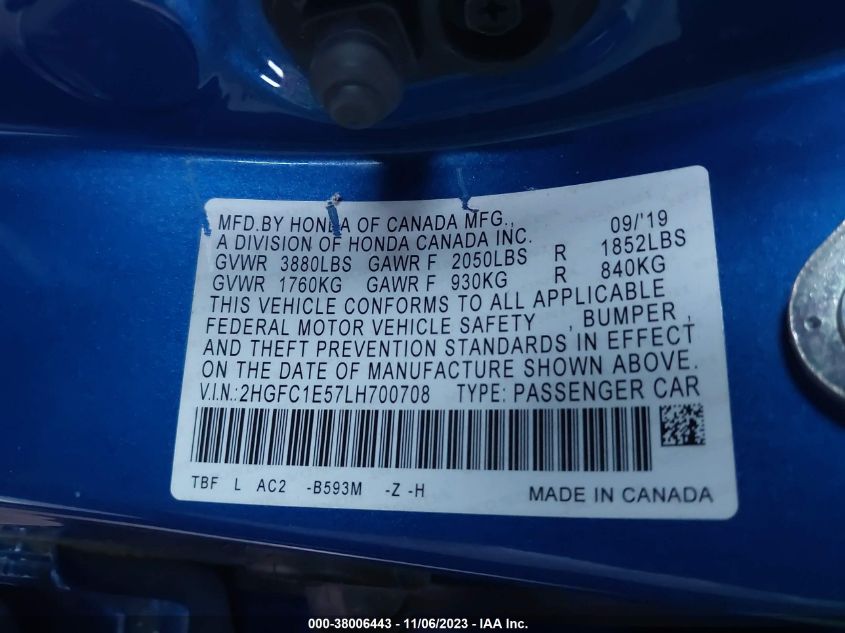 MFD.BY HONDA OF CANADA MFG., 09/'19
A DIVISION OF HONDA CANADA INC.
GVWR 3880LBS GAWR F 2050LBS R 1852LBS
GVWR 1760KG GAWR F 930KG R 840KG
THIS VEHICLE CONFORMS TO ALL APPLICABLE
FEDERAL MOTOR VEHICLE SAFETY , BUMPER ,
AND THEFT PREVENTION STANDARDS IN EFFECT
ON THE DATE OF MANUFACTURE SHOWN ABOVE.
V.I.N.: 2HGFC1E57LH700708 TYPE: PASSENGER CAR
TBF L AC2 -B593M -Z -H MADE IN CANADA
000-38006443 - 11/06/2023 - IAA Inc.